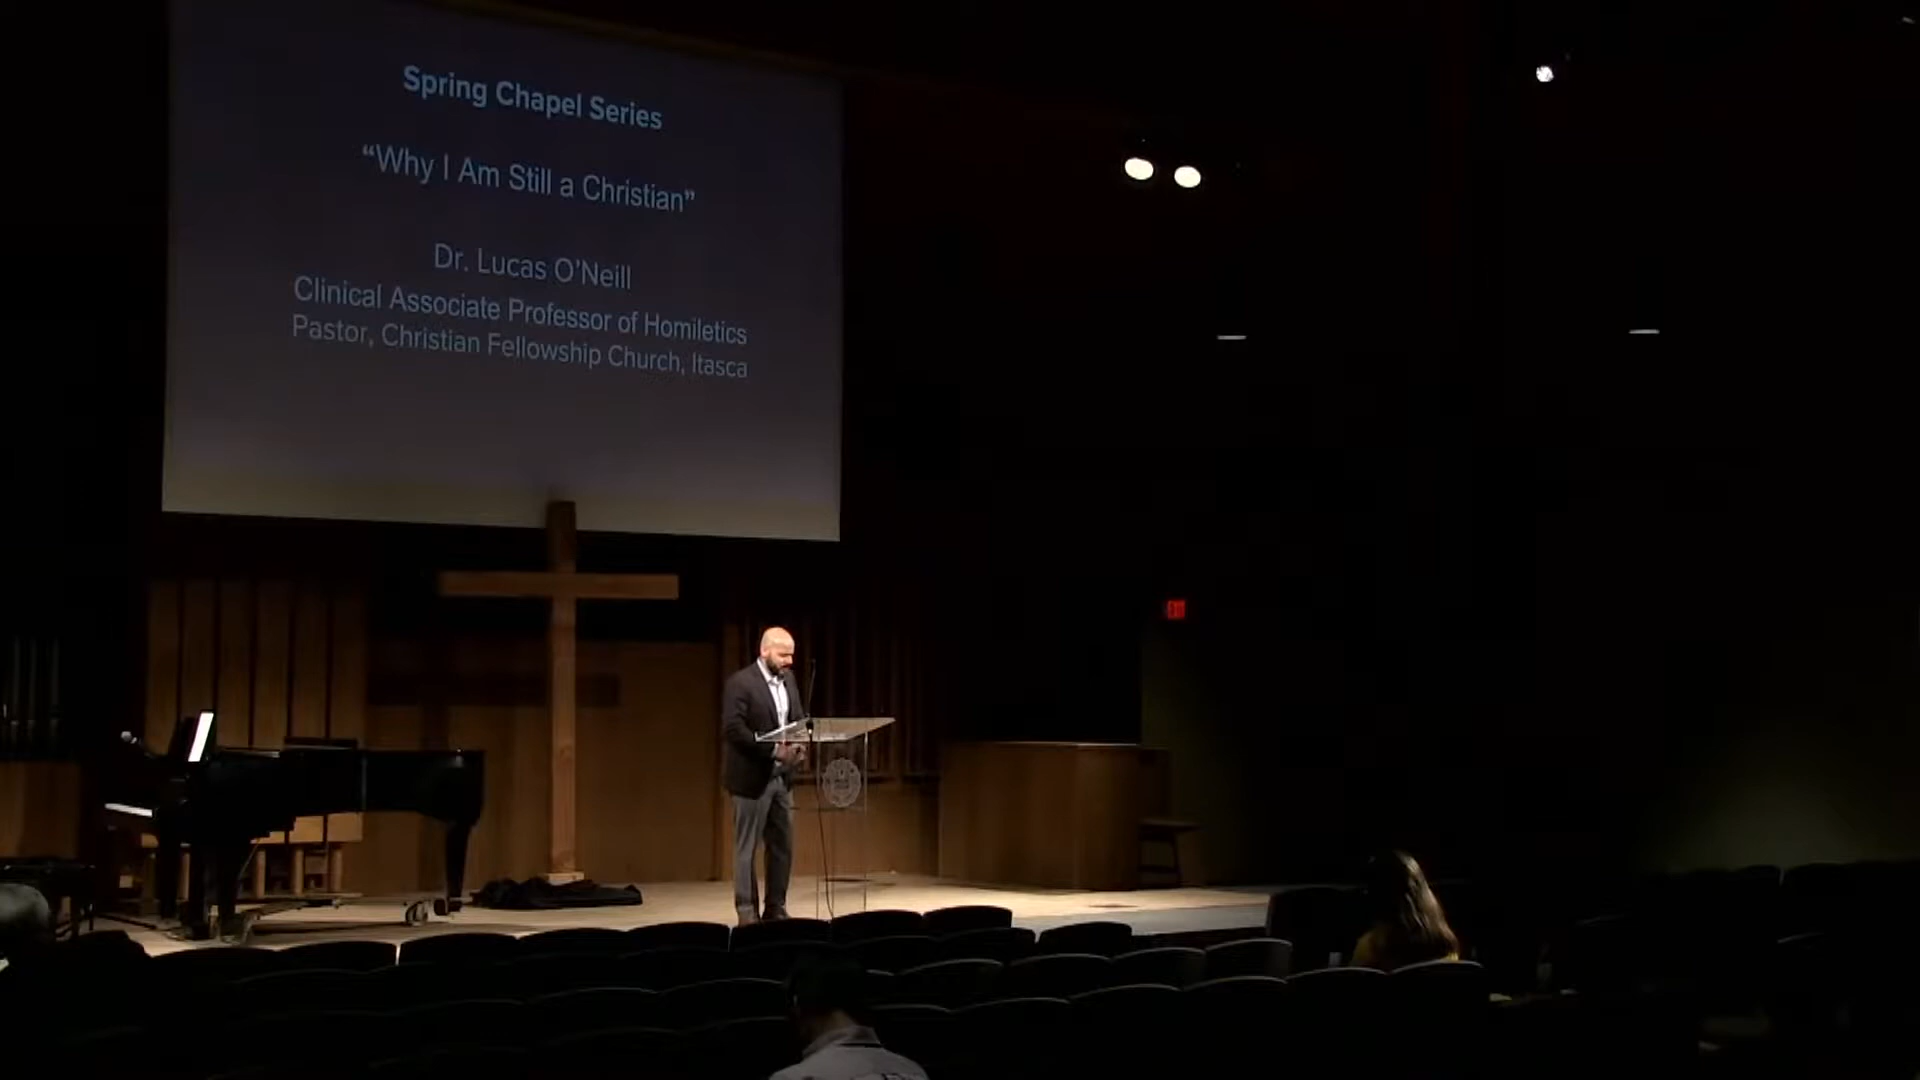 Spring Chapel Series
“Why I Am Still a Christian”
Dr. Lucas O’Neill
Clinical Associate Professor of Homiletics
Pastor, Christian Fellowship Church, Itasca
EXIT